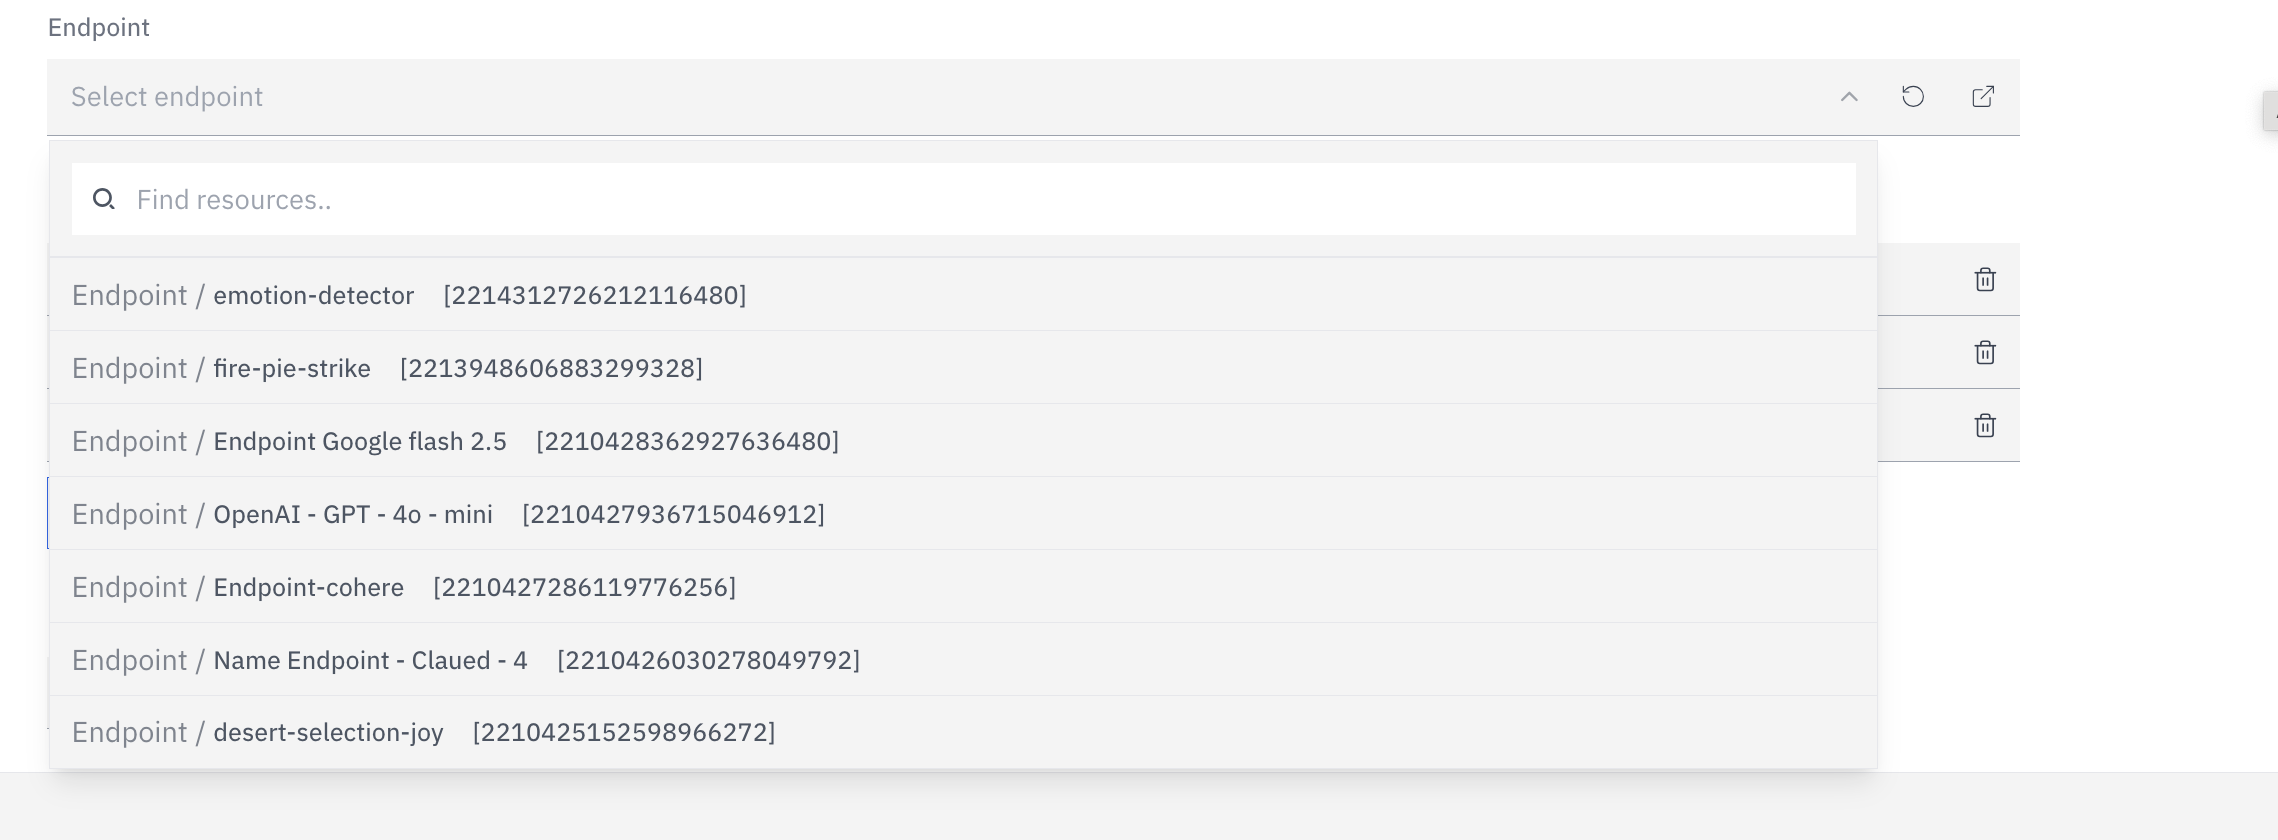 Endpoint
Select endpoint
Find resources..
Endpoint / emotion-detector [2214312726212116480]
Endpoint / fire-pie-strike [2213948606883299328]
Endpoint / Endpoint Google flash 2.5 [2210428362927636480]
Endpoint / OpenAI - GPT - 4o - mini [2210427936715046912]
Endpoint / Endpoint-cohere [2210427286119776256]
Endpoint / Name Endpoint - Claued - 4 [2210426030278049792]
Endpoint / desert-selection-joy [2210425152598966272]